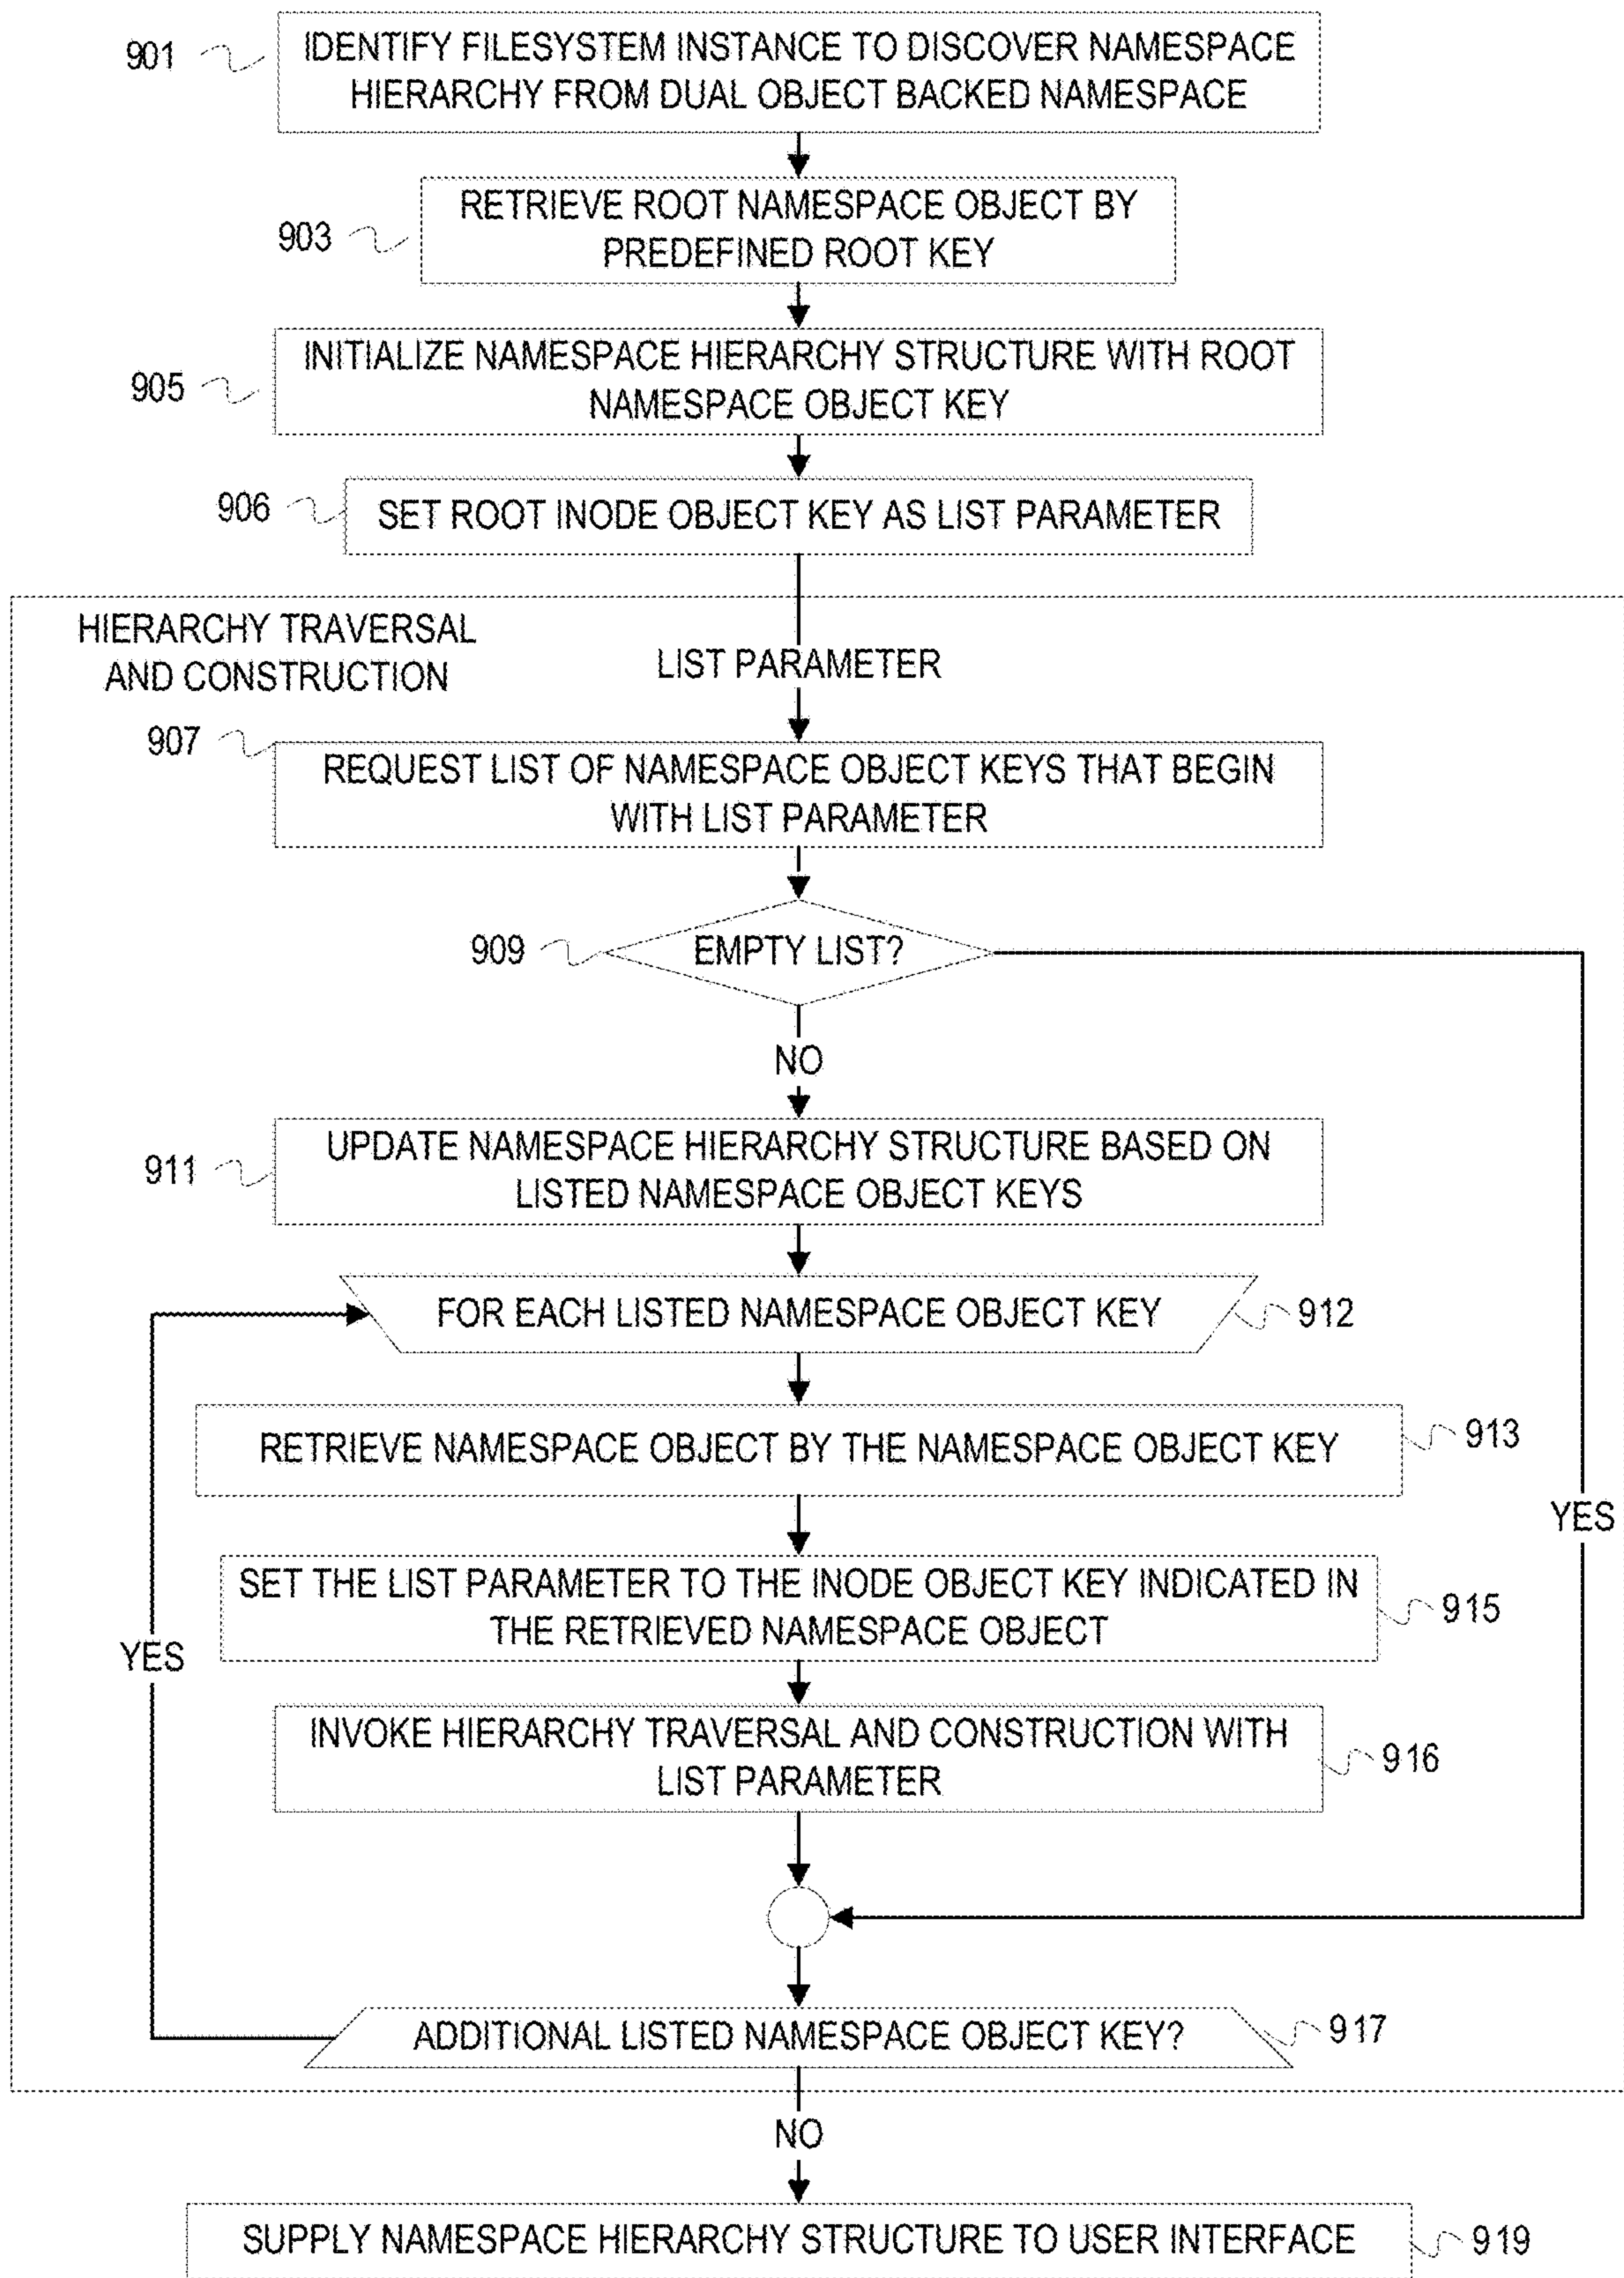 901
IDENTIFY FILESYSTEM INSTANCE TO DISCOVER NAMESPACE
HIERARCHY FROM DUAL OBJECT BACKED NAMESPACE
903
RETRIEVE ROOT NAMESPACE OBJECT BY
PREDEFINED ROOT KEY
905
INITIALIZE NAMESPACE HIERARCHY STRUCTURE WITH ROOT
NAMESPACE OBJECT KEY
906
SET ROOT INODE OBJECT KEY AS LIST PARAMETER
HIERARCHY TRAVERSAL
AND CONSTRUCTION
LIST PARAMETER
907
REQUEST LIST OF NAMESPACE OBJECT KEYS THAT BEGIN
WITH LIST PARAMETER
909
EMPTY LIST?
NO
911
UPDATE NAMESPACE HIERARCHY STRUCTURE BASED ON
LISTED NAMESPACE OBJECT KEYS
FOR EACH LISTED NAMESPACE OBJECT KEY
912
RETRIEVE NAMESPACE OBJECT BY THE NAMESPACE OBJECT KEY
913
YES
SET THE LIST PARAMETER TO THE INODE OBJECT KEY INDICATED IN
THE RETRIEVED NAMESPACE OBJECT
915
YES
INVOKE HIERARCHY TRAVERSAL AND CONSTRUCTION WITH
LIST PARAMETER
916
ADDITIONAL LISTED NAMESPACE OBJECT KEY?
917
NO
SUPPLY NAMESPACE HIERARCHY STRUCTURE TO USER INTERFACE
919